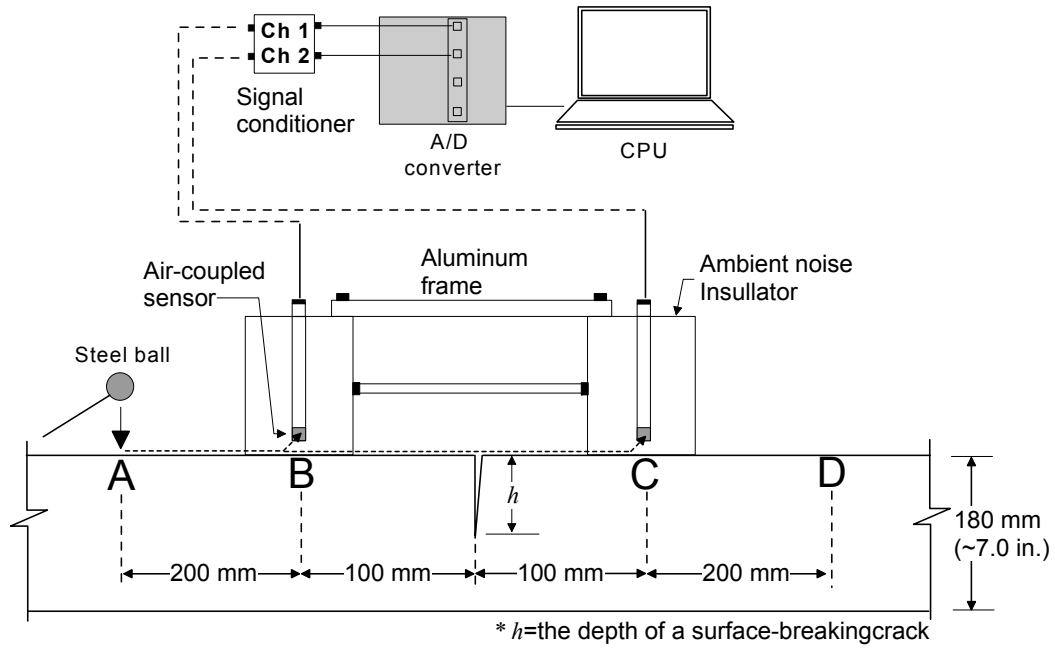 Ch 1
Ch 2
Signal
conditioner
A/D
converter
CPU
Air-coupled
sensor
Aluminum
frame
Ambient noise
Insullator
Steel ball
A
B
C
D
h
180 mm
(~7.0 in.)
200 mm
100 mm
100 mm
200 mm
* h=the depth of a surface-breakingcrack